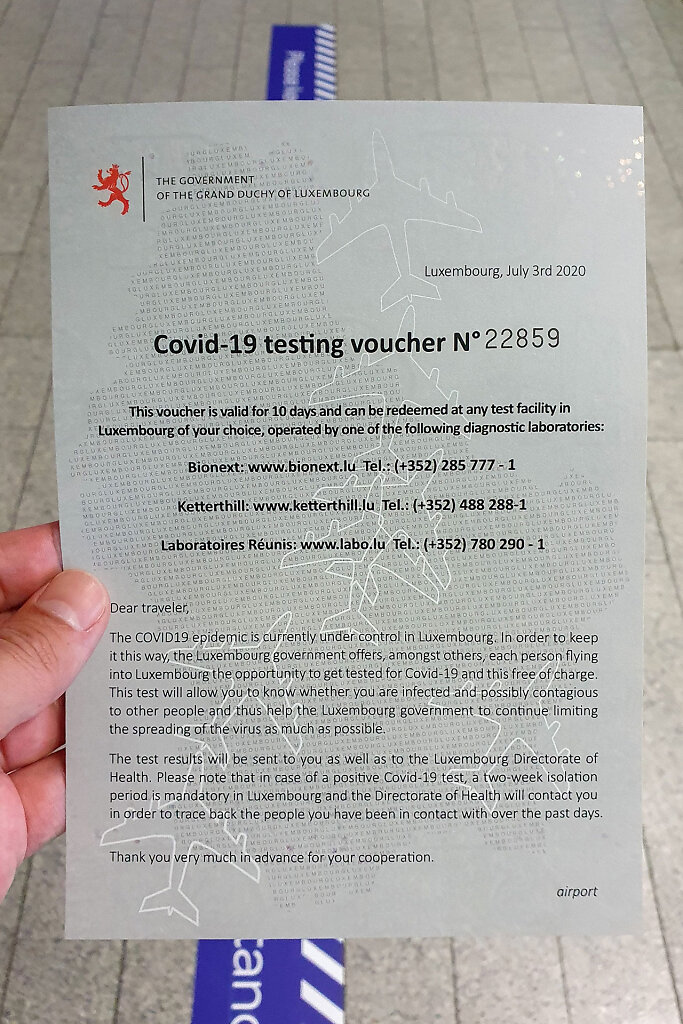 THE GOVERNMENT
OF THE GRAND DUCHY OF LUXEMBOURG
Luxembourg, July 3rd 2020
Covid-19 testing voucher N° 22859
This voucher is valid for 10 days and can be redeemed at any test facility in
Luxembourg of your choice, operated by one of the following diagnostic laboratories:
Bionext: www.bionext.lu Tel.: (+352) 285 777 - 1
Ketterthill: www.ketterthill.lu Tel.: (+352) 488 288-1
Laboratoires Réunis: www.labo.lu Tel.: (+352) 780 290 - 1
Dear traveler,
The COVID19 epidemic is currently under control in Luxembourg. In order to keep
it this way, the Luxembourg government offers, amongst others, each person flying
into Luxembourg the opportunity to get tested for Covid-19 and this free of charge.
This test will allow you to know whether you are infected and possibly contagious
to other people and thus help the Luxembourg government to continue limiting
the spreading of the virus as much as possible.
The test results will be sent to you as well as to the Luxembourg Directorate of
Health. Please note that in case of a positive Covid-19 test, a two-week isolation
period is mandatory in Luxembourg and the Directorate of Health will contact you
in order to trace back the people you have been in contact with over the past days.
Thank you very much in advance for your cooperation.
airport